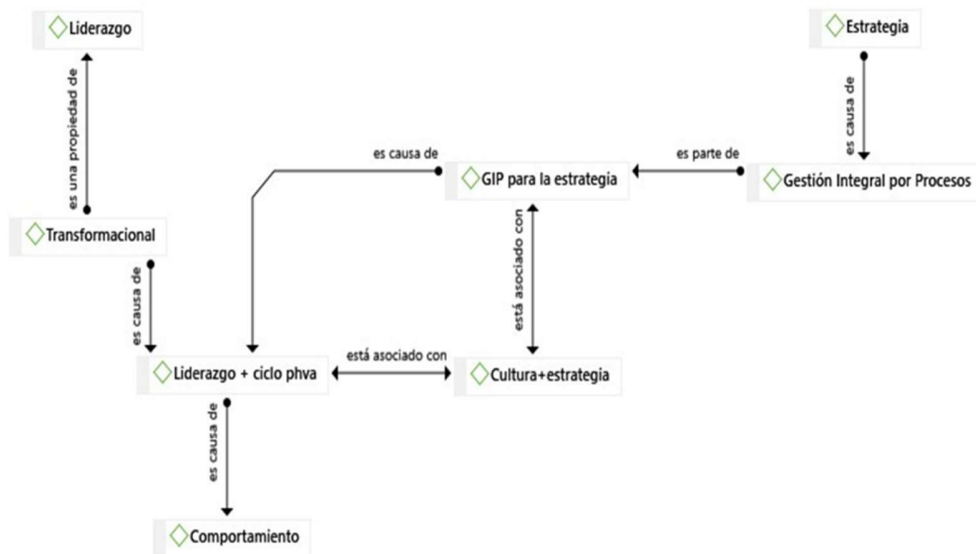 Liderazgo
Estrategia
es una propiedad de
es causa de
es causa de
es parte de
GIP para la estrategia
Gestión Integral por Procesos
Transformacional
es causa de
está asociado con
está asociado con
Liderazgo + ciclo phva
Cultura+estrategia
es causa de
Comportamiento